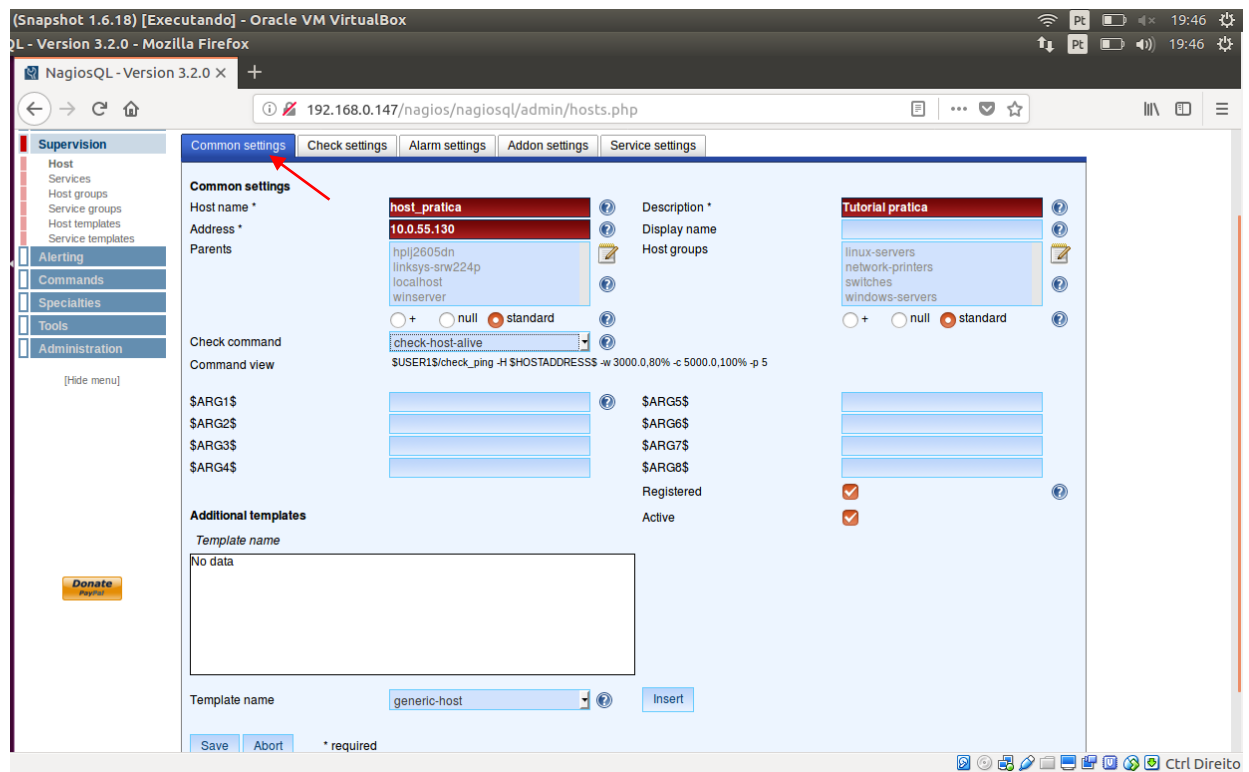 (Snapshot 1.6.18) [Executando] - Oracle VM VirtualBox
Pt
19:46
QL - Version 3.2.0 - Mozilla Firefox
Pt
19:46
NagiosQL - Version 3.2.0
192.168.0.147/nagios/nagiosql/admin/hosts.php
Supervision
Host
Services
Host groups
Service groups
Host templates
Service templates
Alerting
Commands
Specialties
Tools
Administration
[Hide menu]
Donate
PayPal
Common settings
Check settings
Alarm settings
Addon settings
Service settings
Common settings
Host name *
host_pratica
Description *
Tutorial pratica
Address *
10.0.55.130
Display name
Parents
hplj2605dn
linksys-srw224p
localhost
winserver
Host groups
linux-servers
network-printers
switches
windows-servers
+ null standard
+ null standard
Check command
check-host-alive
Command view
$USER1$/check_ping -H $HOSTADDRESS$ -w 3000.0,80% -c 5000.0,100% -p 5
$ARG1$
$ARG5$
$ARG2$
$ARG6$
$ARG3$
$ARG7$
$ARG4$
$ARG8$
Registered
Additional templates
Active
Template name
No data
Template name
generic-host
Insert
Save
Abort
* required
Ctrl Direito